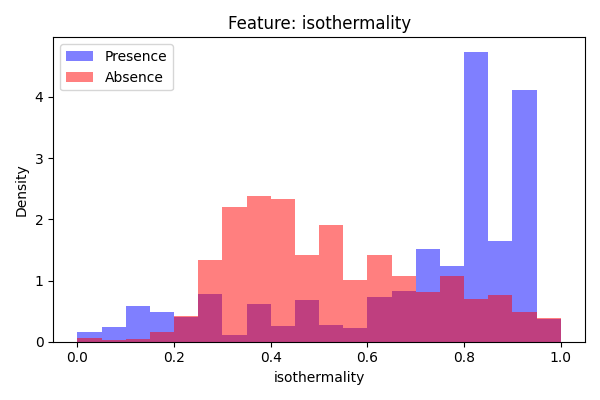 Feature: isothermality
Presence
Absence
Density
4
3
2
1
0
0.0 0.2 0.4 0.6 0.8 1.0
isothermality